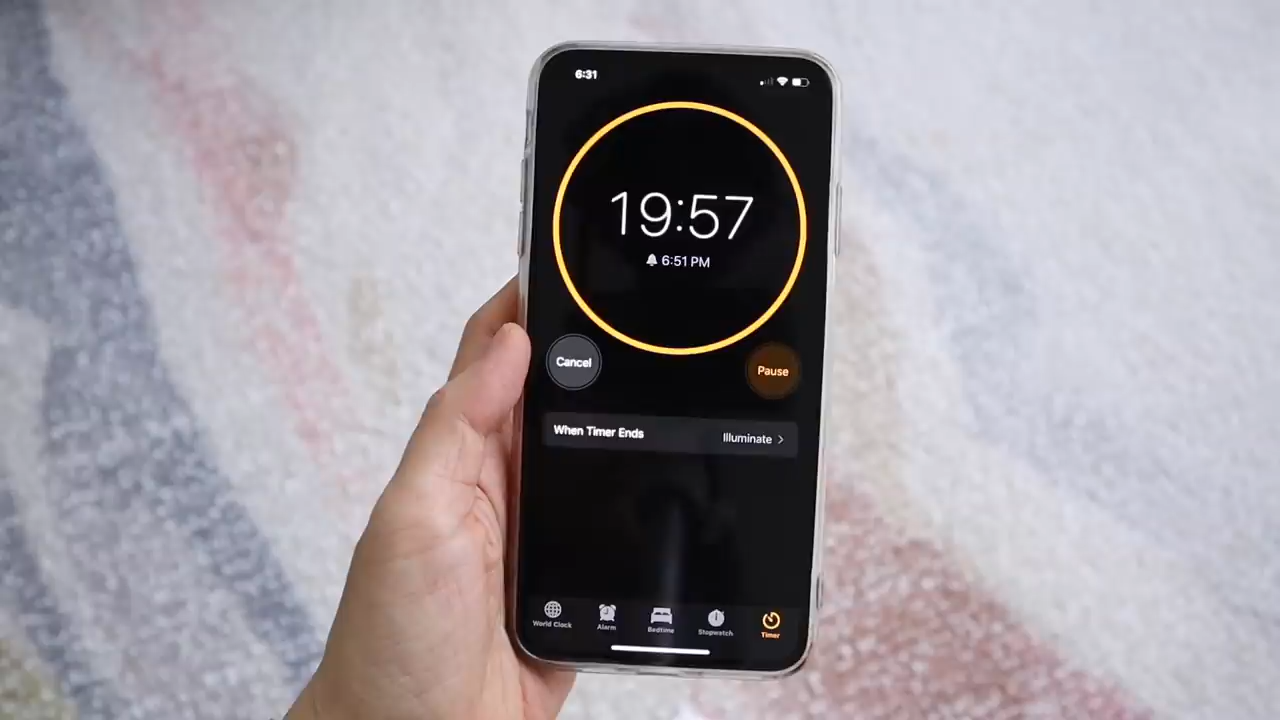 6:31
19:57
6:51 PM
Cancel
Pause
When Timer Ends
Illuminate
World Clock
Alarm
Bedtime
Stopwatch
Timer